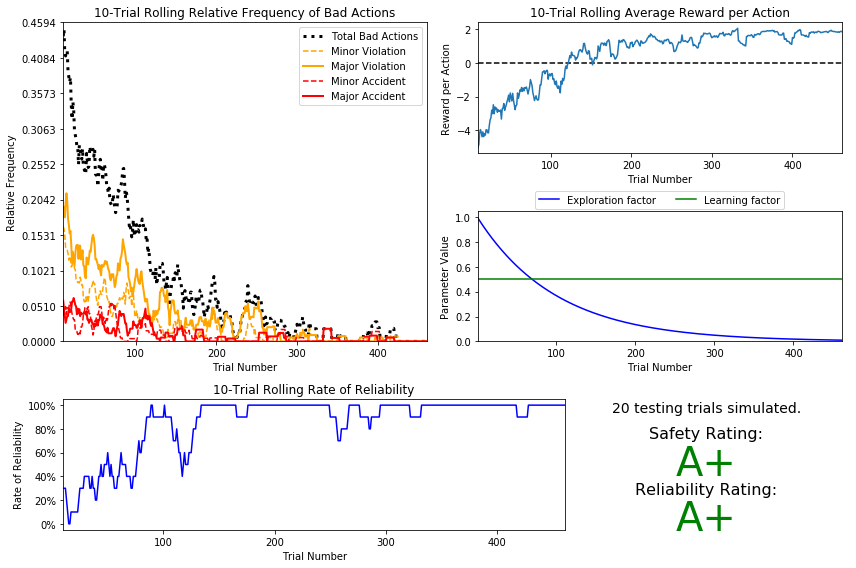 10-Trial Rolling Relative Frequency of Bad Actions
Relative Frequency
0.4594
0.4084
0.3573
0.3063
0.2552
0.2042
0.1531
0.1021
0.0510
0.0000
Total Bad Actions
Minor Violation
Major Violation
Minor Accident
Major Accident
100 200 300 400
Trial Number
10-Trial Rolling Average Reward per Action
Reward per Action
2
0
−2
−4
100 200 300 400
Trial Number
Exploration factor Learning factor
Parameter Value
1.0
0.8
0.6
0.4
0.2
0.0
100 200 300 400
Trial Number
10-Trial Rolling Rate of Reliability
Rate of Reliability
100%
80%
60%
40%
20%
0%
100 200 300 400
Trial Number
20 testing trials simulated.
Safety Rating:
A+
Reliability Rating:
A+